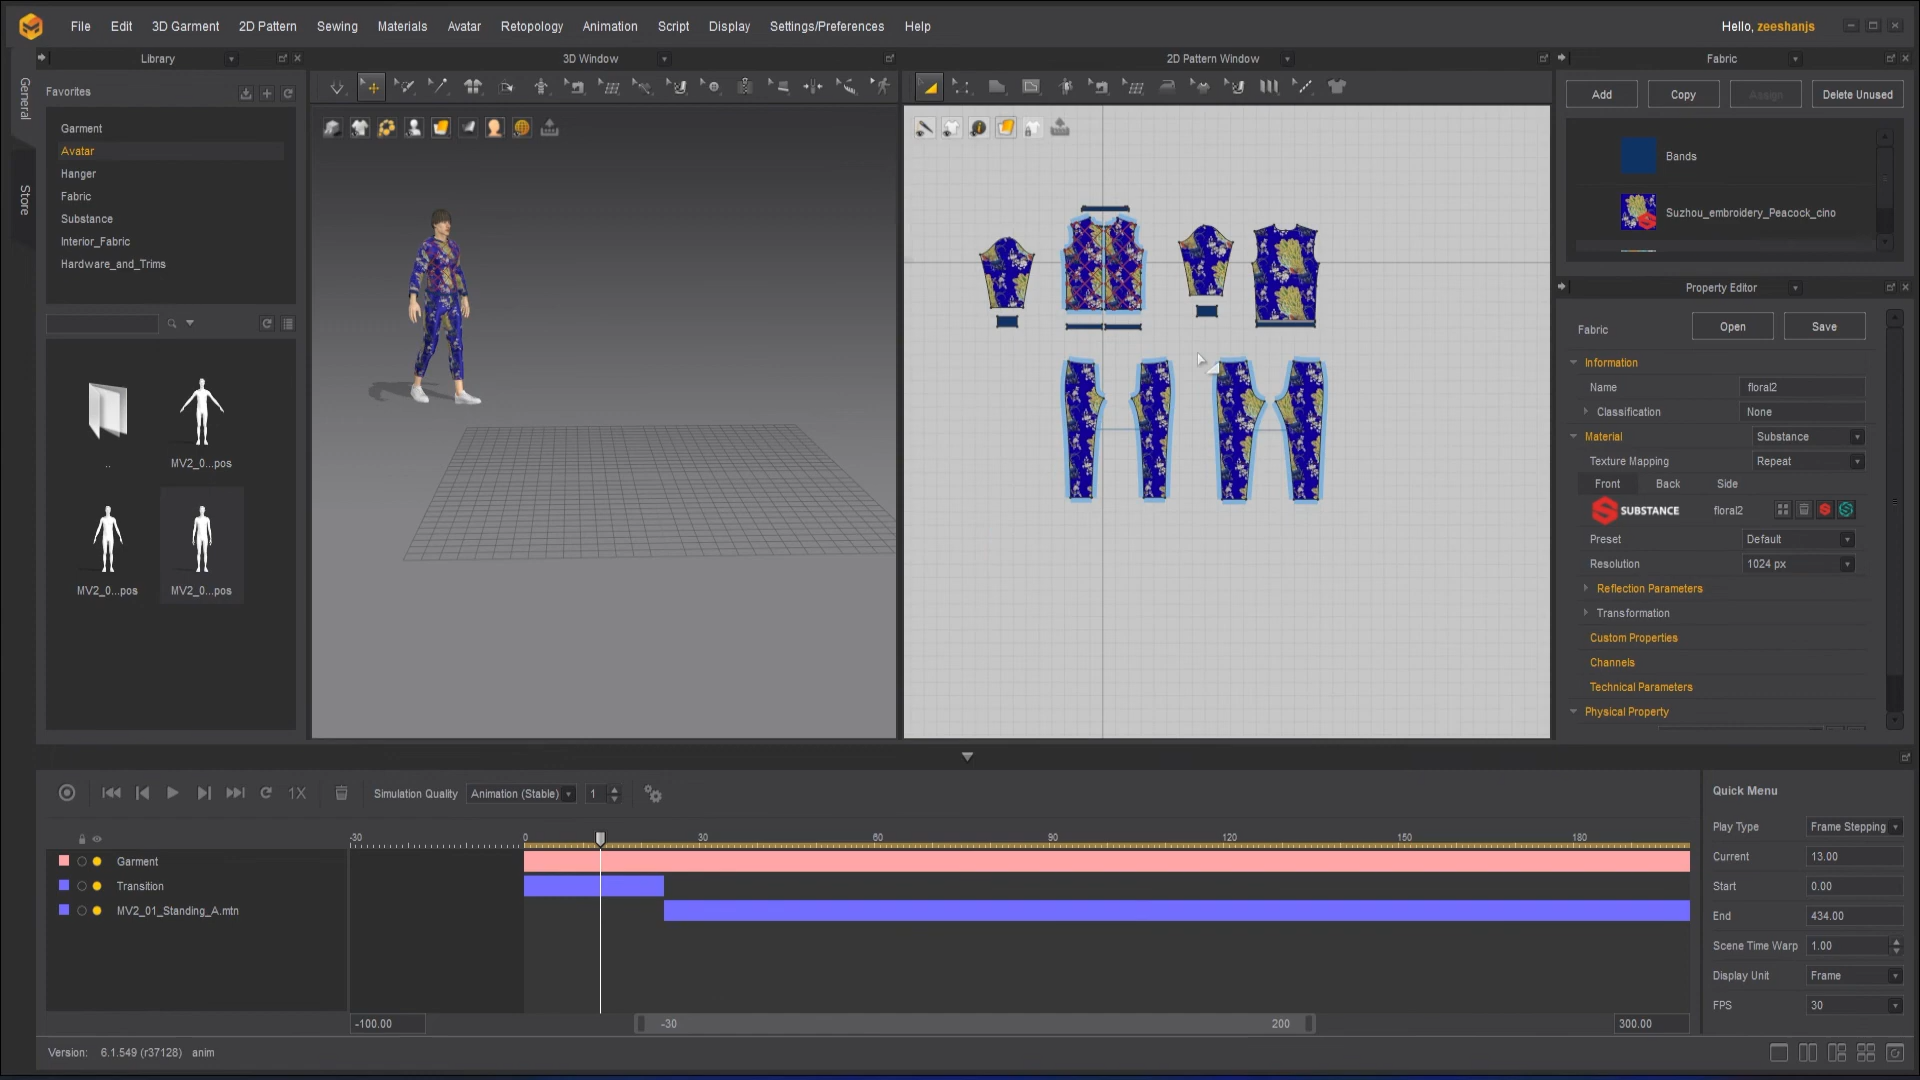 File Edit 3D Garment 2D Pattern Sewing Materials Avatar Retopology Animation Script Display Settings/Preferences Help
Hello, zeeshanjs
Library
3D Window
2D Pattern Window
Fabric
General
Store
Favorites
Garment
Avatar
Hanger
Fabric
Substance
Interior_Fabric
Hardware_and_Trims
..
MV2_0...pos
MV2_0...pos
MV2_0...pos
Add Copy Assign Delete Unused
Bands
Suzhou_embroidery_Peacock_cino
Property Editor
Fabric Open Save
Information
Name floral2
Classification None
Material Substance
Texture Mapping Repeat
Front Back Side
SUBSTANCE floral2
Preset Default
Resolution 1024 px
Reflection Parameters
Transformation
Custom Properties
Channels
Technical Parameters
Physical Property
1X Simulation Quality Animation (Stable) 1
-30 0 30 60 90 120 150 180
Garment
Transition
MV2_01_Standing_A.mtn
-100.00 -30 200 300.00
Quick Menu
Play Type Frame Stepping
Current 13.00
Start 0.00
End 434.00
Scene Time Warp 1.00
Display Unit Frame
FPS 30
Version: 6.1.549 (r37128) anim